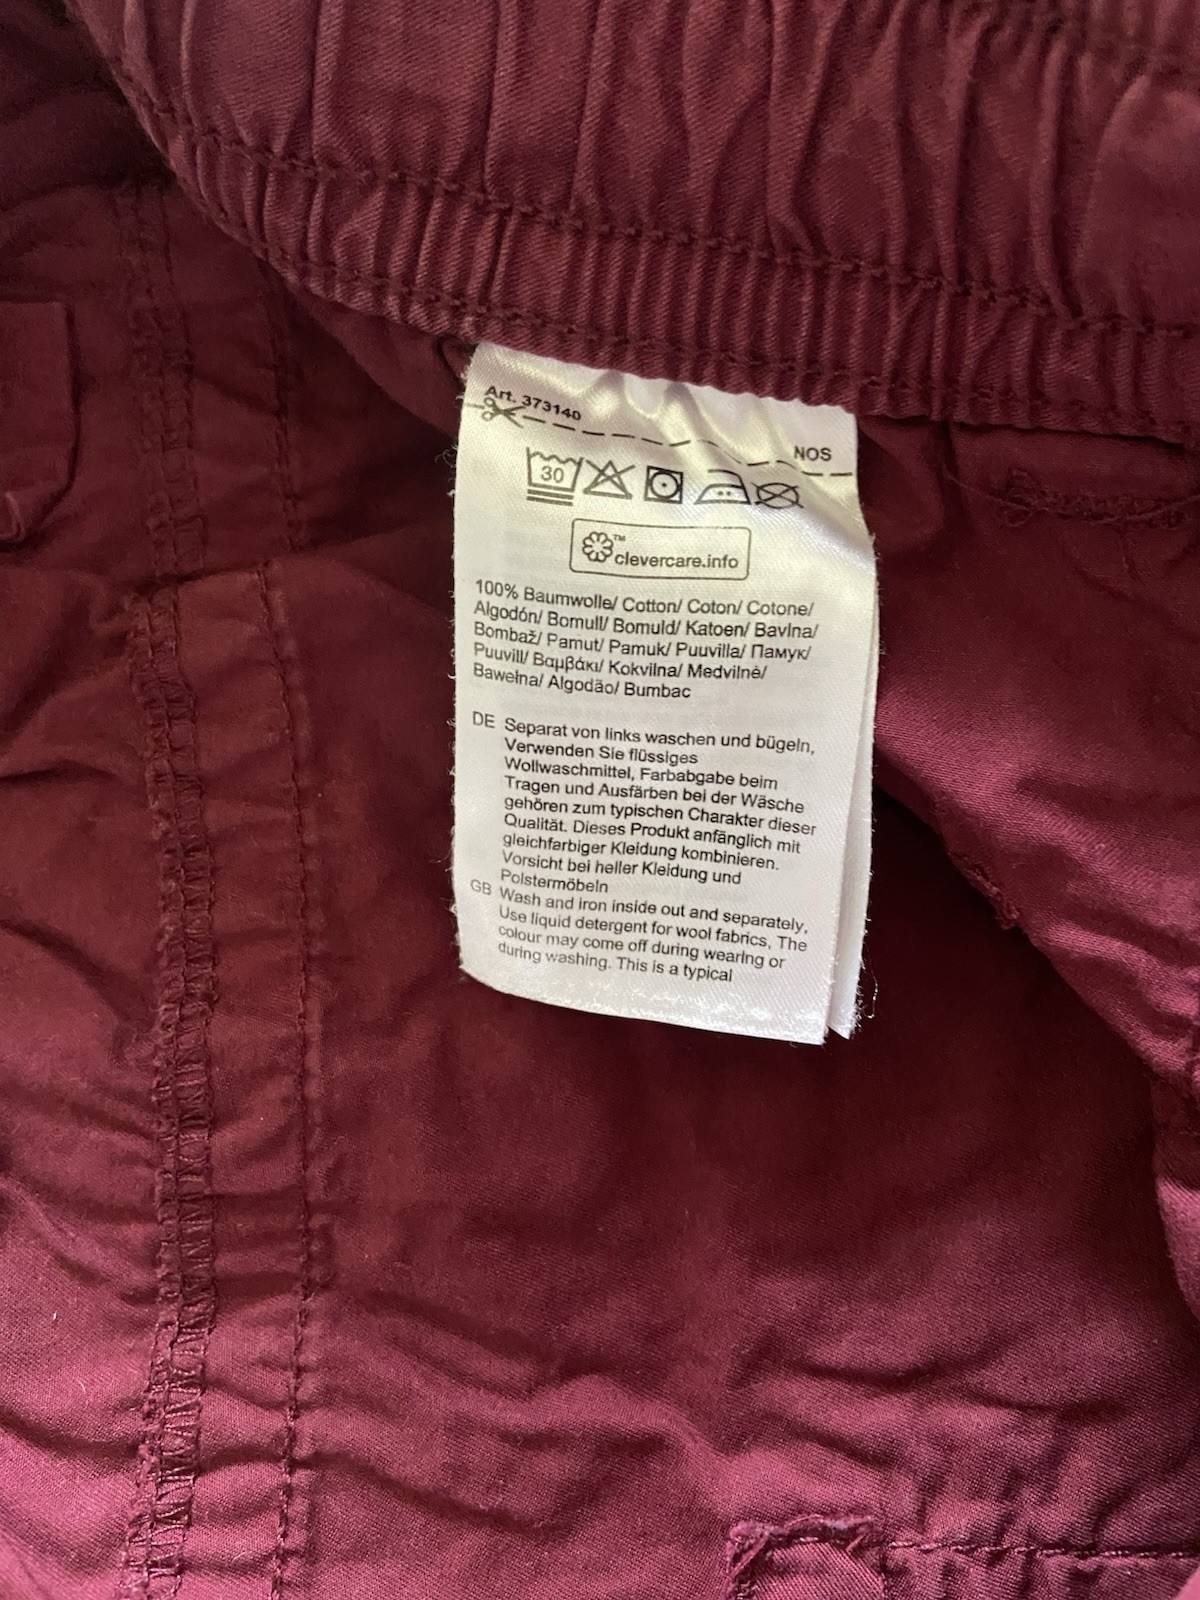 Art. 373140
NOS
30
clevercare.info
100% Baumwolle/ Cotton/ Coton/ Cotone/
Algodón/ Bomull/ Bomuld/ Katoen/ Bavlna/
Bombaž/ Pamut/ Pamuk/ Puuvilla/ Памук/
Puuvill/ Βαμβάκι/ Kokvilna/ Medvilnė/
Bawełna/ Algodão/ Bumbac
DE Separat von links waschen und bügeln,
Verwenden Sie flüssiges
Wollwaschmittel, Farbabgabe beim
Tragen und Ausfärben bei der Wäsche
gehören zum typischen Charakter dieser
Qualität. Dieses Produkt anfänglich mit
gleichfarbiger Kleidung kombinieren.
Vorsicht bei heller Kleidung und
Polstermöbeln
GB Wash and iron inside out and separately,
Use liquid detergent for wool fabrics, The
colour may come off during wearing or
during washing. This is a typical